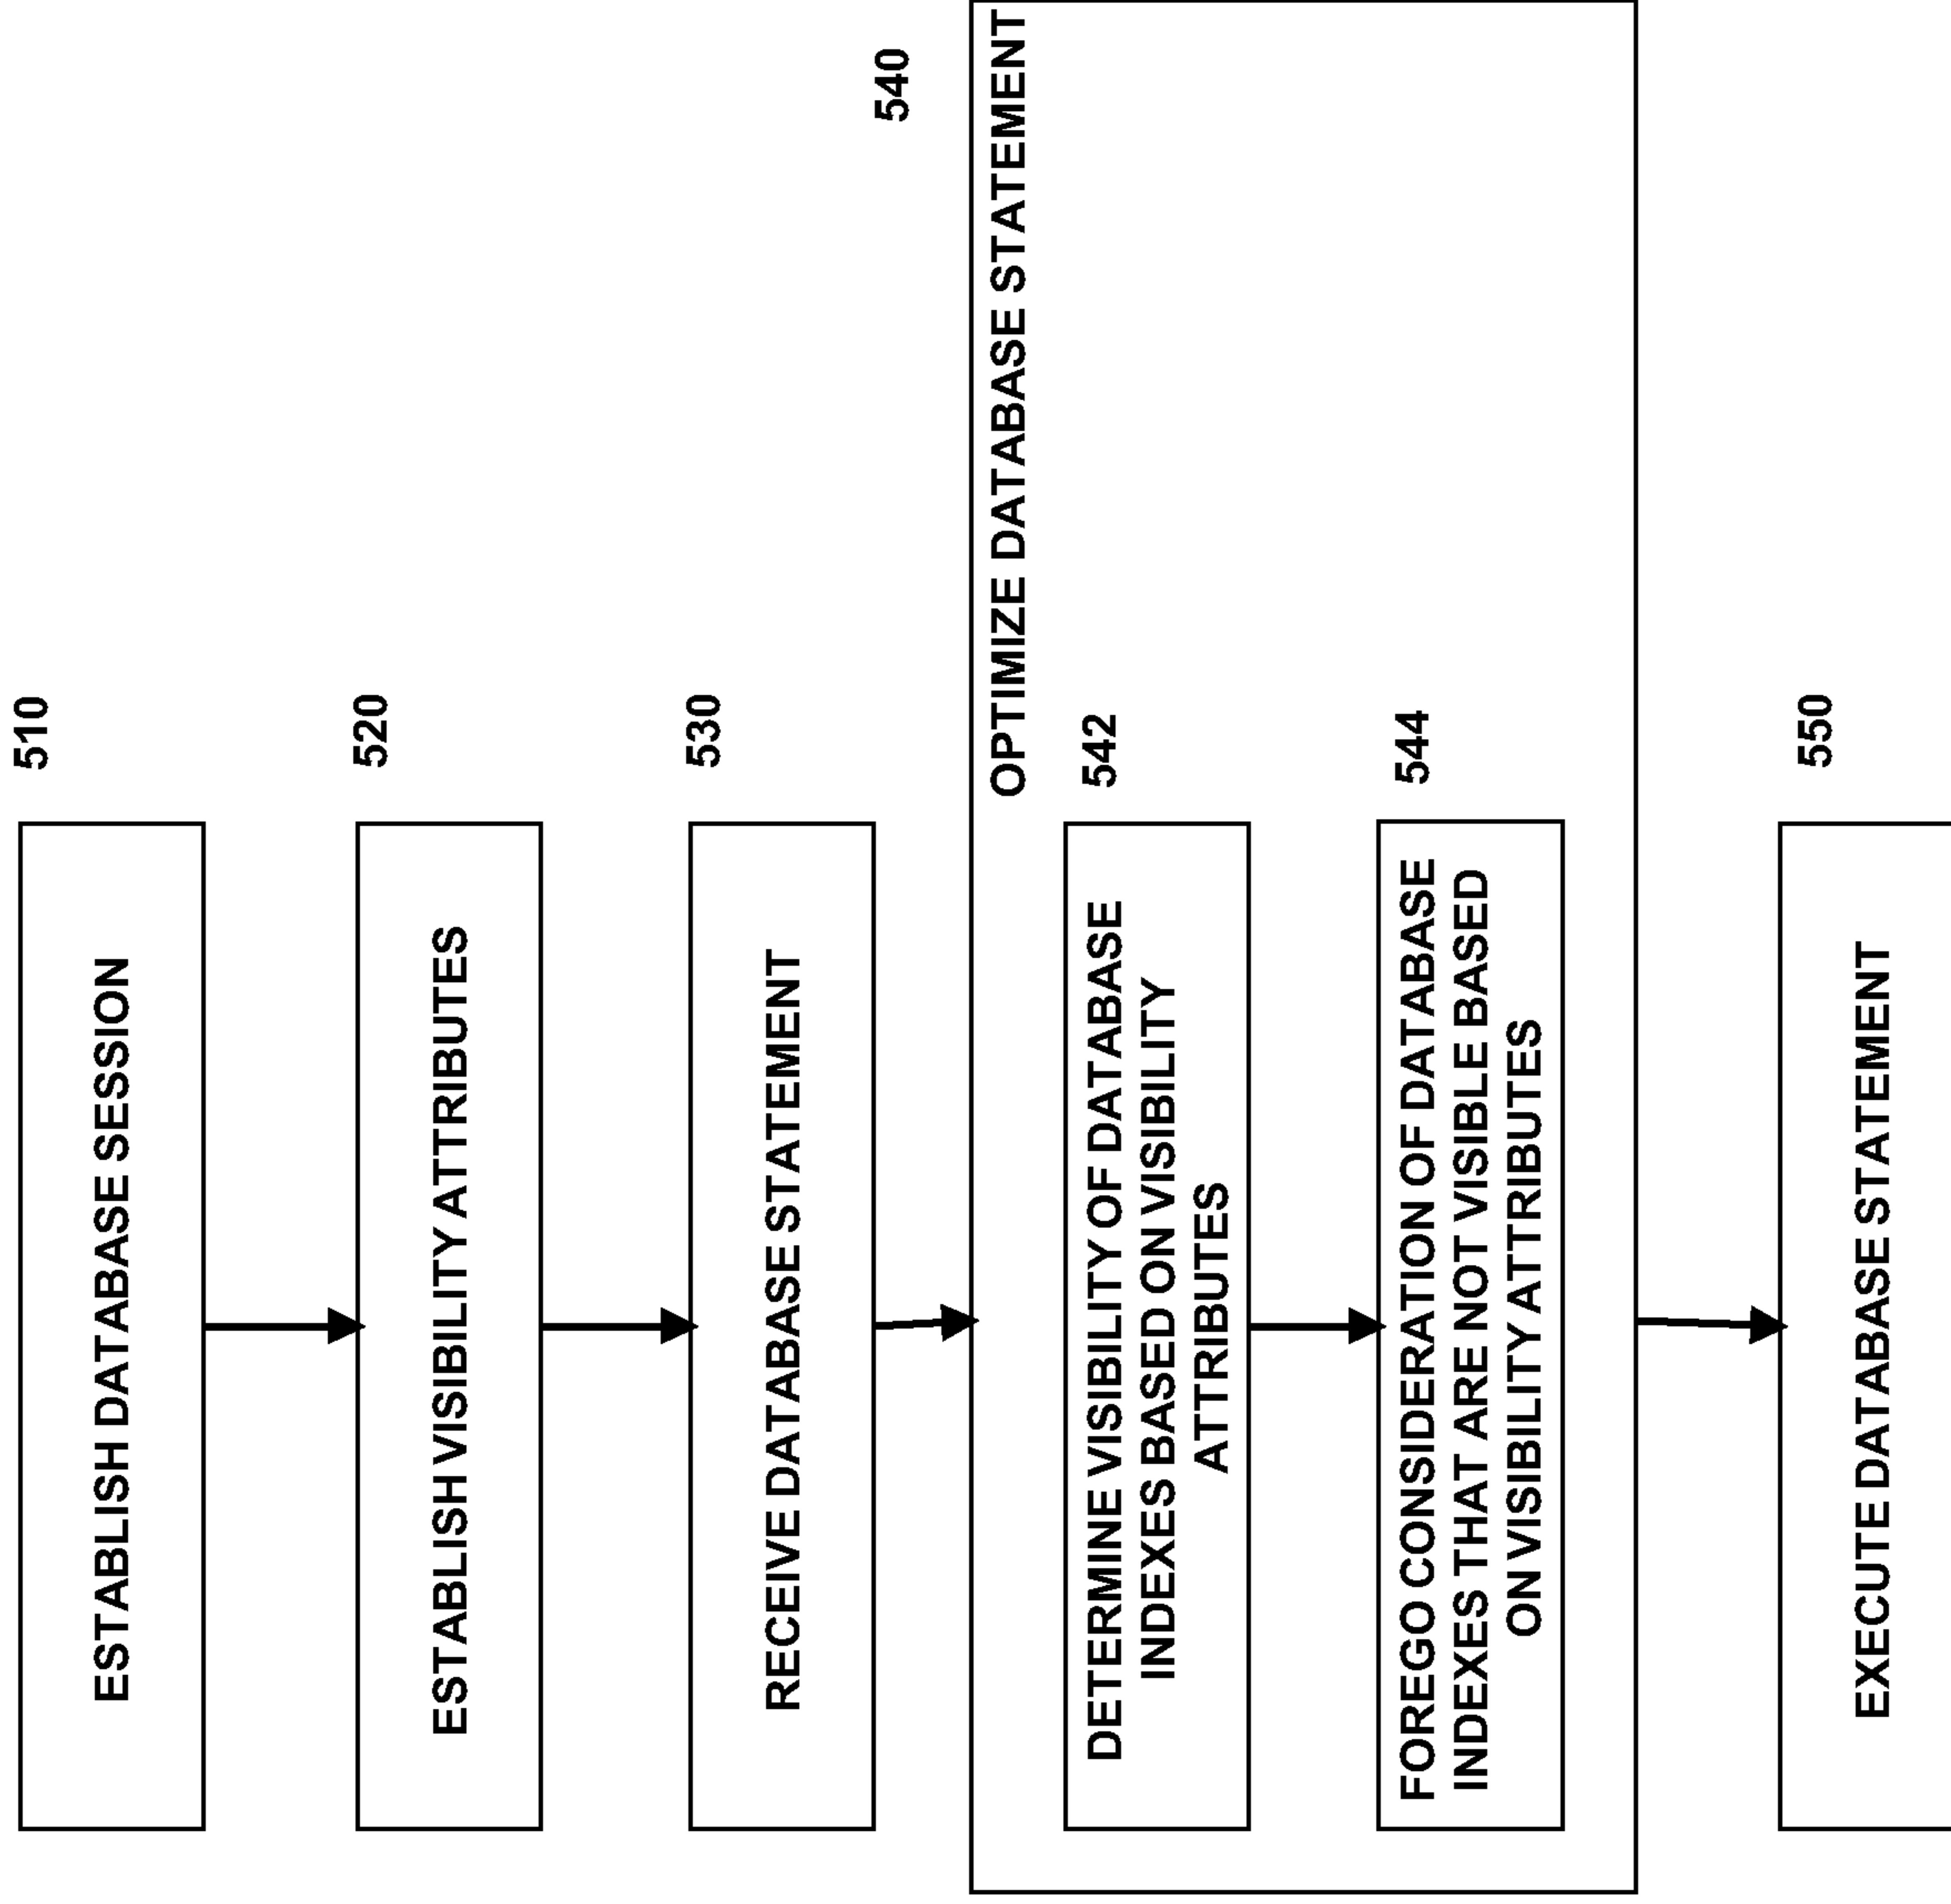 510
ESTABLISH DATABASE SESSION
520
ESTABLISH VISIBILITY ATTRIBUTES
530
RECEIVE DATABASE STATEMENT
540
OPTIMIZE DATABASE STATEMENT
542
DETERMINE VISIBILITY OF DATABASE
INDEXES BASED ON VISIBILITY
ATTRIBUTES
544
FOREGO CONSIDERATION OF DATABASE
INDEXES THAT ARE NOT VISIBLE BASED
ON VISIBILITY ATTRIBUTES
550
EXECUTE DATABASE STATEMENT